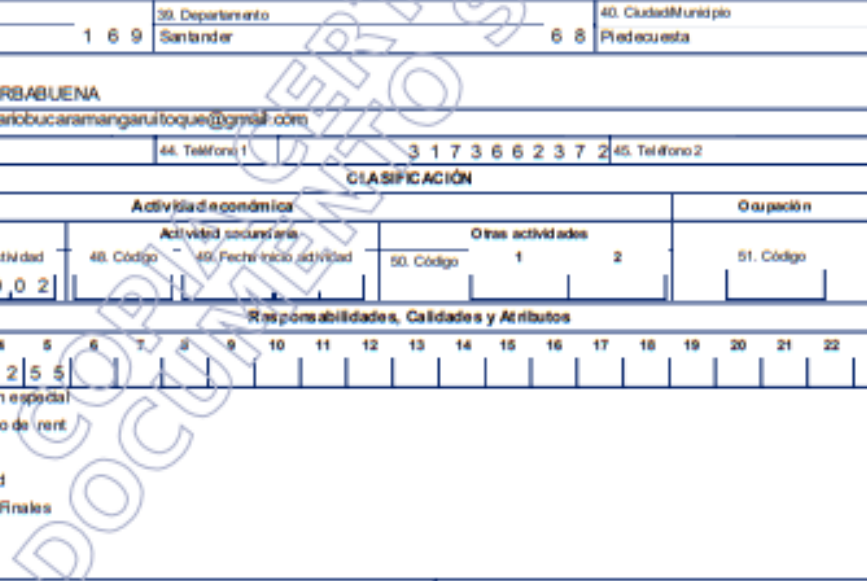 39. Departamento 40. Ciudad/Municipio
1 6 9 Santander 6 8 Piedecuesta
RBABUENA
ariobucaramangaruitoque@gmail.com
44. Teléfono 1 3 1 7 3 6 6 2 3 7 2 45. Teléfono 2
CLASIFICACIÓN
Actividad económica Ocupación
Actividad secundaria Otras actividades
tividad 48. Código 49. Fecha inicio actividad 50. Código 1 2 51. Código
0 2
Responsabilidades, Calidades y Atributos
5 6 7 8 9 10 11 12 13 14 15 16 17 18 19 20 21 22
2 5 5
n especial
o de rent
d
Finales
COPIA CERT
DOCUMENTO S